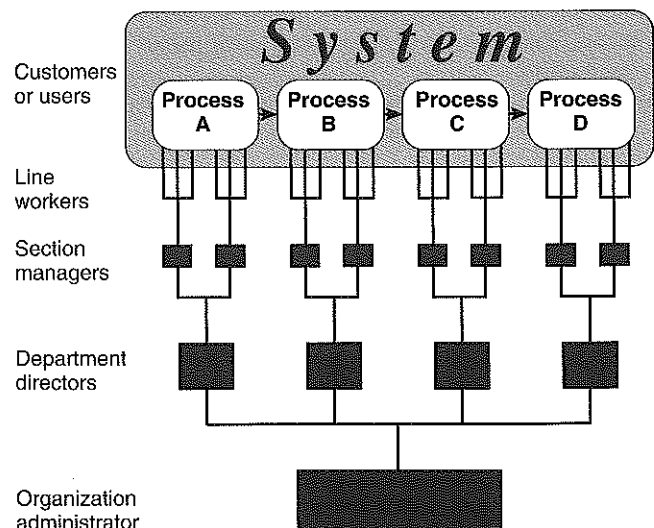 System
Customers
or users
Process
A
Process
B
Process
C
Process
D
Line
workers
Section
managers
Department
directors
Organization
administrator